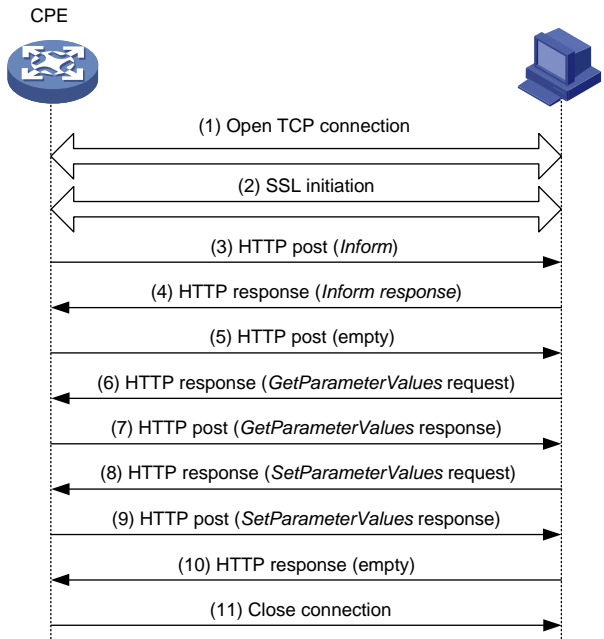 CPE
(1) Open TCP connection
(2) SSL initiation
(3) HTTP post (Inform)
(4) HTTP response (Inform response)
(5) HTTP post (empty)
(6) HTTP response (GetParameterValues request)
(7) HTTP post (GetParameterValues response)
(8) HTTP response (SetParameterValues request)
(9) HTTP post (SetParameterValues response)
(10) HTTP response (empty)
(11) Close connection